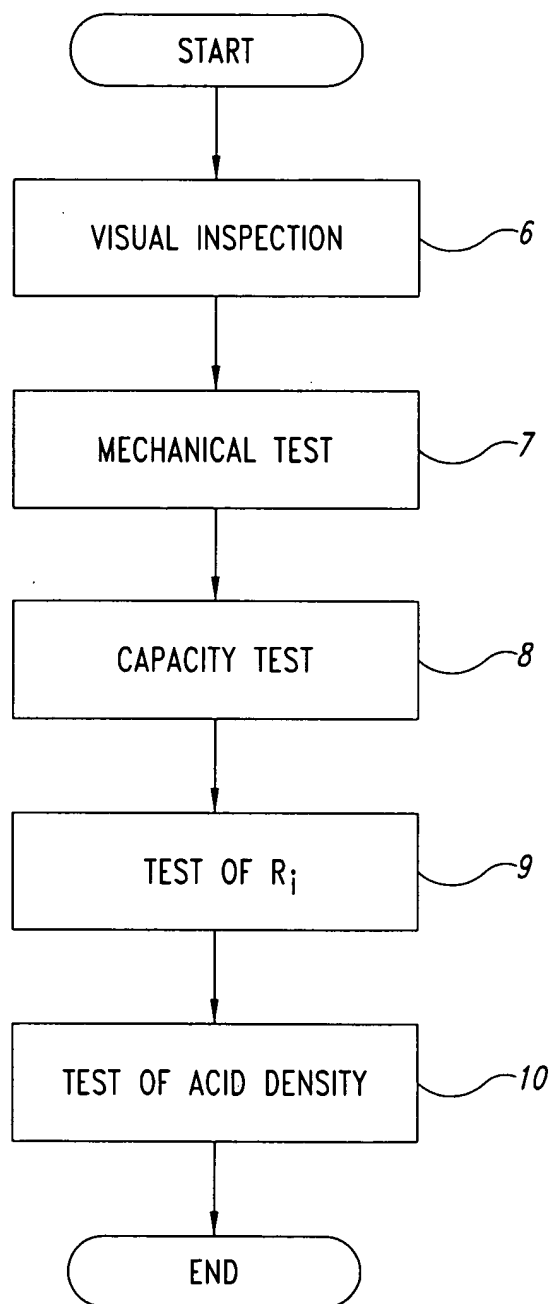 START
VISUAL INSPECTION
6
MECHANICAL TEST
7
CAPACITY TEST
8
TEST OF Ri
9
TEST OF ACID DENSITY
10
END